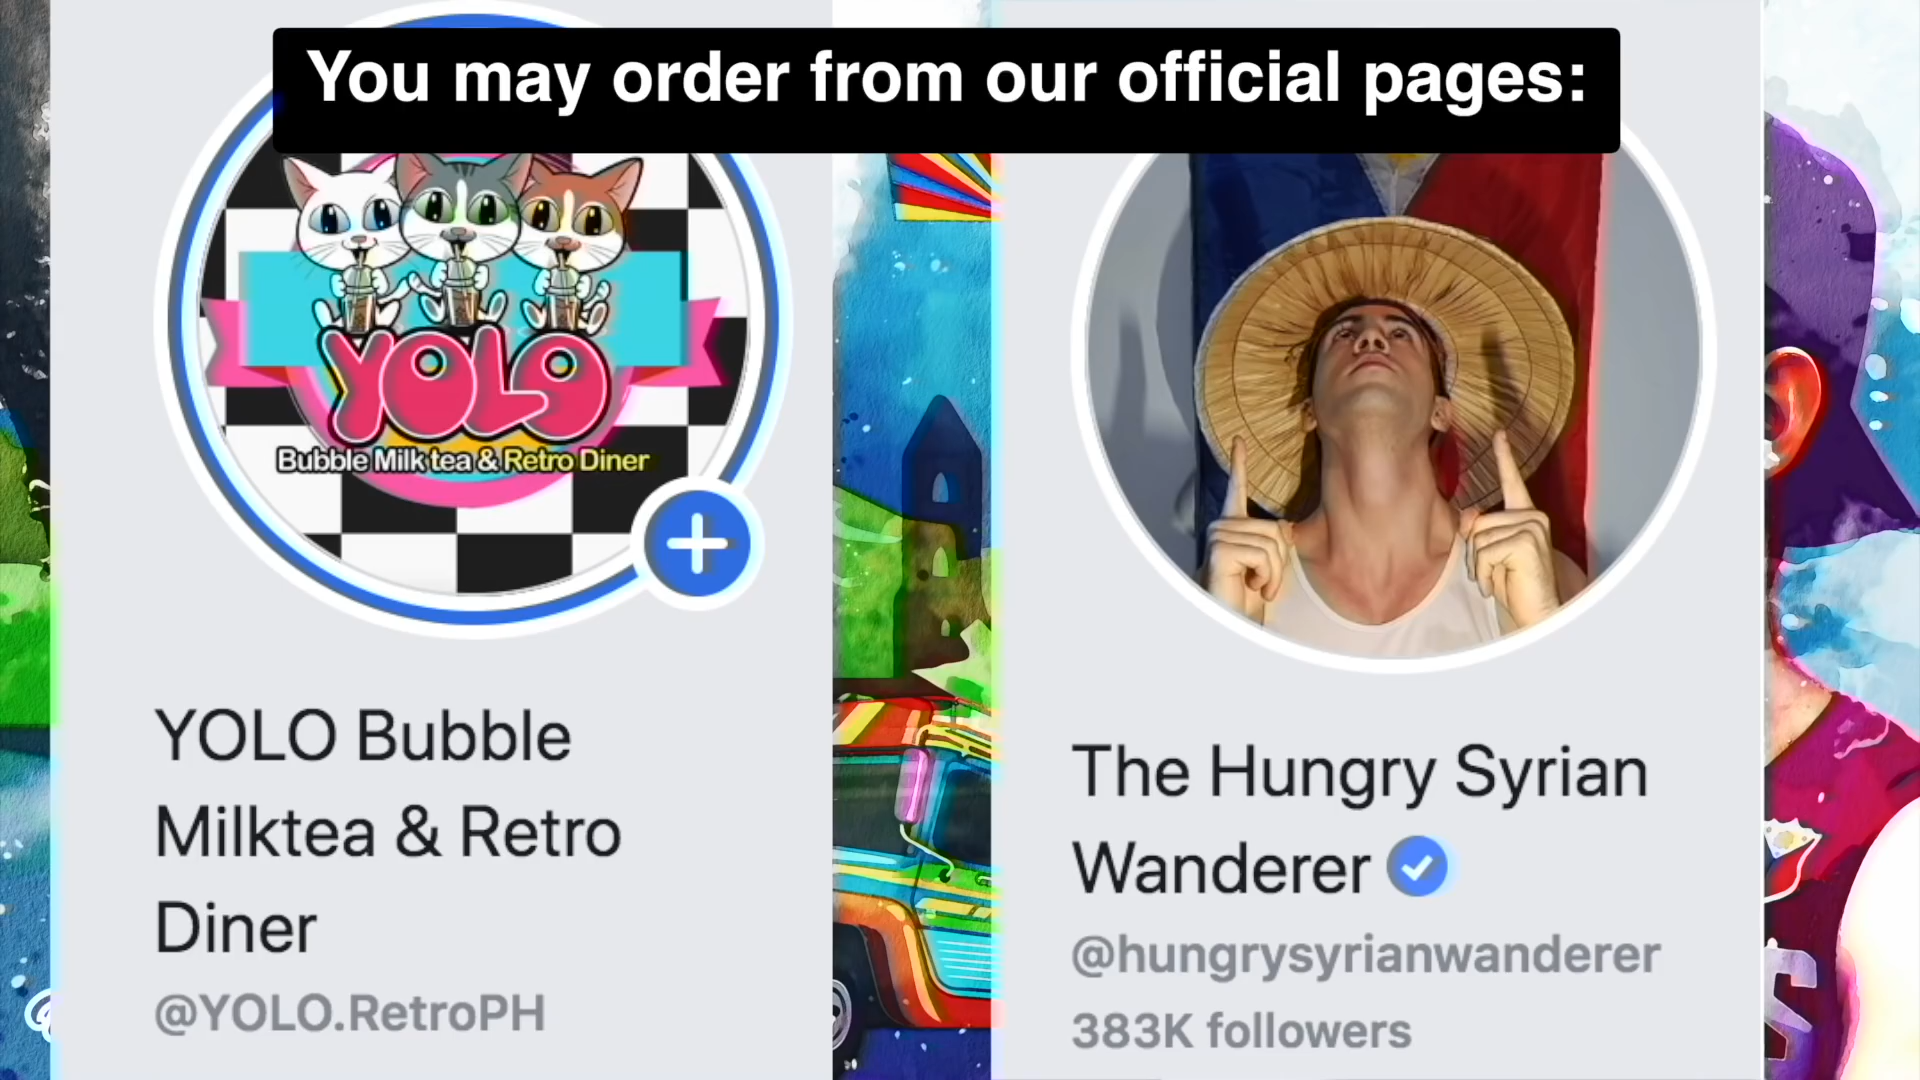 You may order from our official pages:
YOLO
Bubble Milk tea & Retro Diner
YOLO Bubble
Milktea & Retro
Diner
@YOLO.RetroPH
The Hungry Syrian
Wanderer
@hungrysyrianwanderer
383K followers